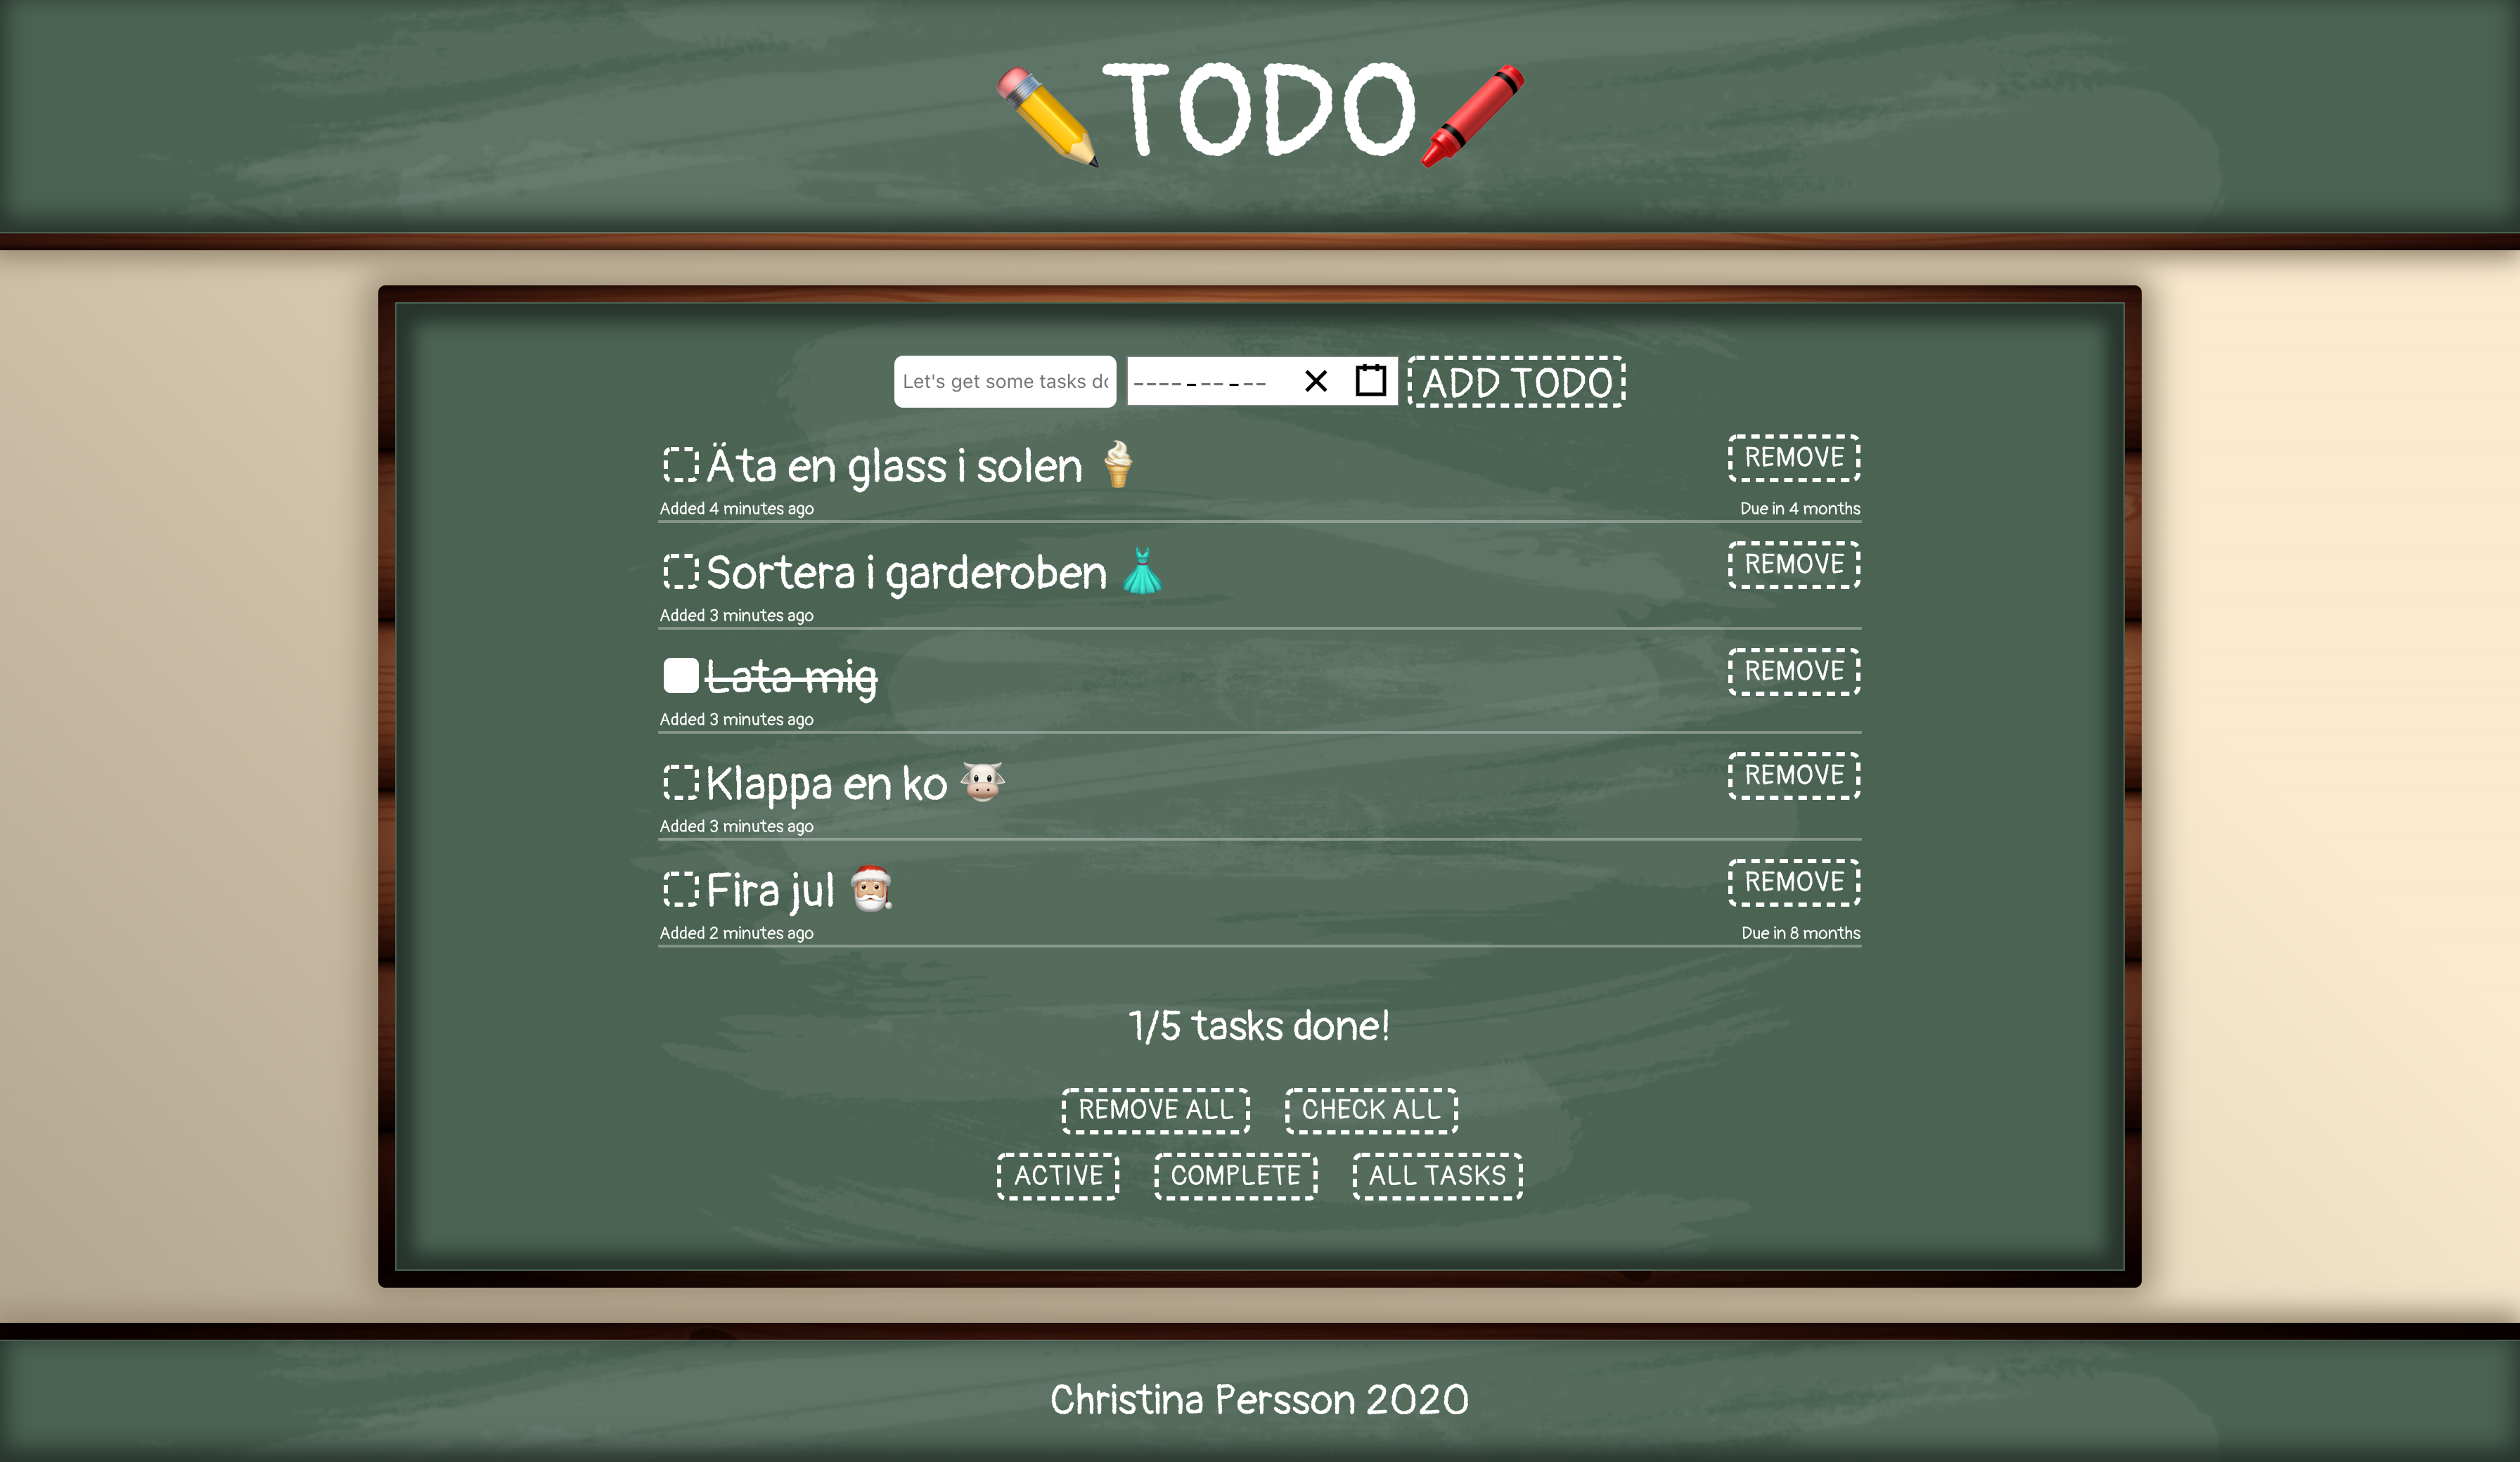 ✏️TODO🖍️
Let's get some tasks do
---- -- -- ADD TODO
Äta en glass i solen 🍦 REMOVE
Added 4 minutes ago Due in 4 months
Sortera i garderoben 👗 REMOVE
Added 3 minutes ago
Lata mig REMOVE
Added 3 minutes ago
Klappa en ko 🐮 REMOVE
Added 3 minutes ago
Fira jul 🎅🏼 REMOVE
Added 2 minutes ago Due in 8 months
1/5 tasks done!
REMOVE ALL CHECK ALL
ACTIVE COMPLETE ALL TASKS
Christina Persson 2020